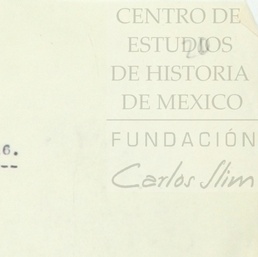 CENTRO DE
ESTUDIOS
DE HISTORIA
DE MEXICO
FUNDACIÓN
Carlos Slim
6.